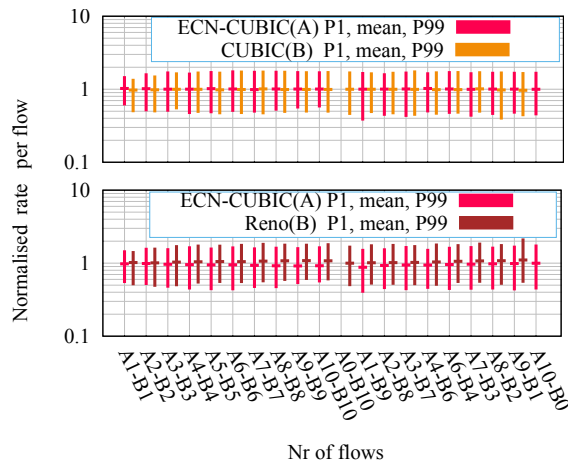 10
ECN-CUBIC(A) P1, mean, P99
CUBIC(B) P1, mean, P99
1
0.1
Normalised rate per flow
10
ECN-CUBIC(A) P1, mean, P99
Reno(B) P1, mean, P99
1
0.1
A1-B1
A2-B2
A3-B3
A4-B4
A5-B5
A6-B6
A7-B7
A8-B8
A9-B9
A10-B10
A0-B10
A1-B9
A2-B8
A3-B7
A4-B6
A6-B4
A7-B3
A8-B2
A9-B1
A10-B0
Nr of flows